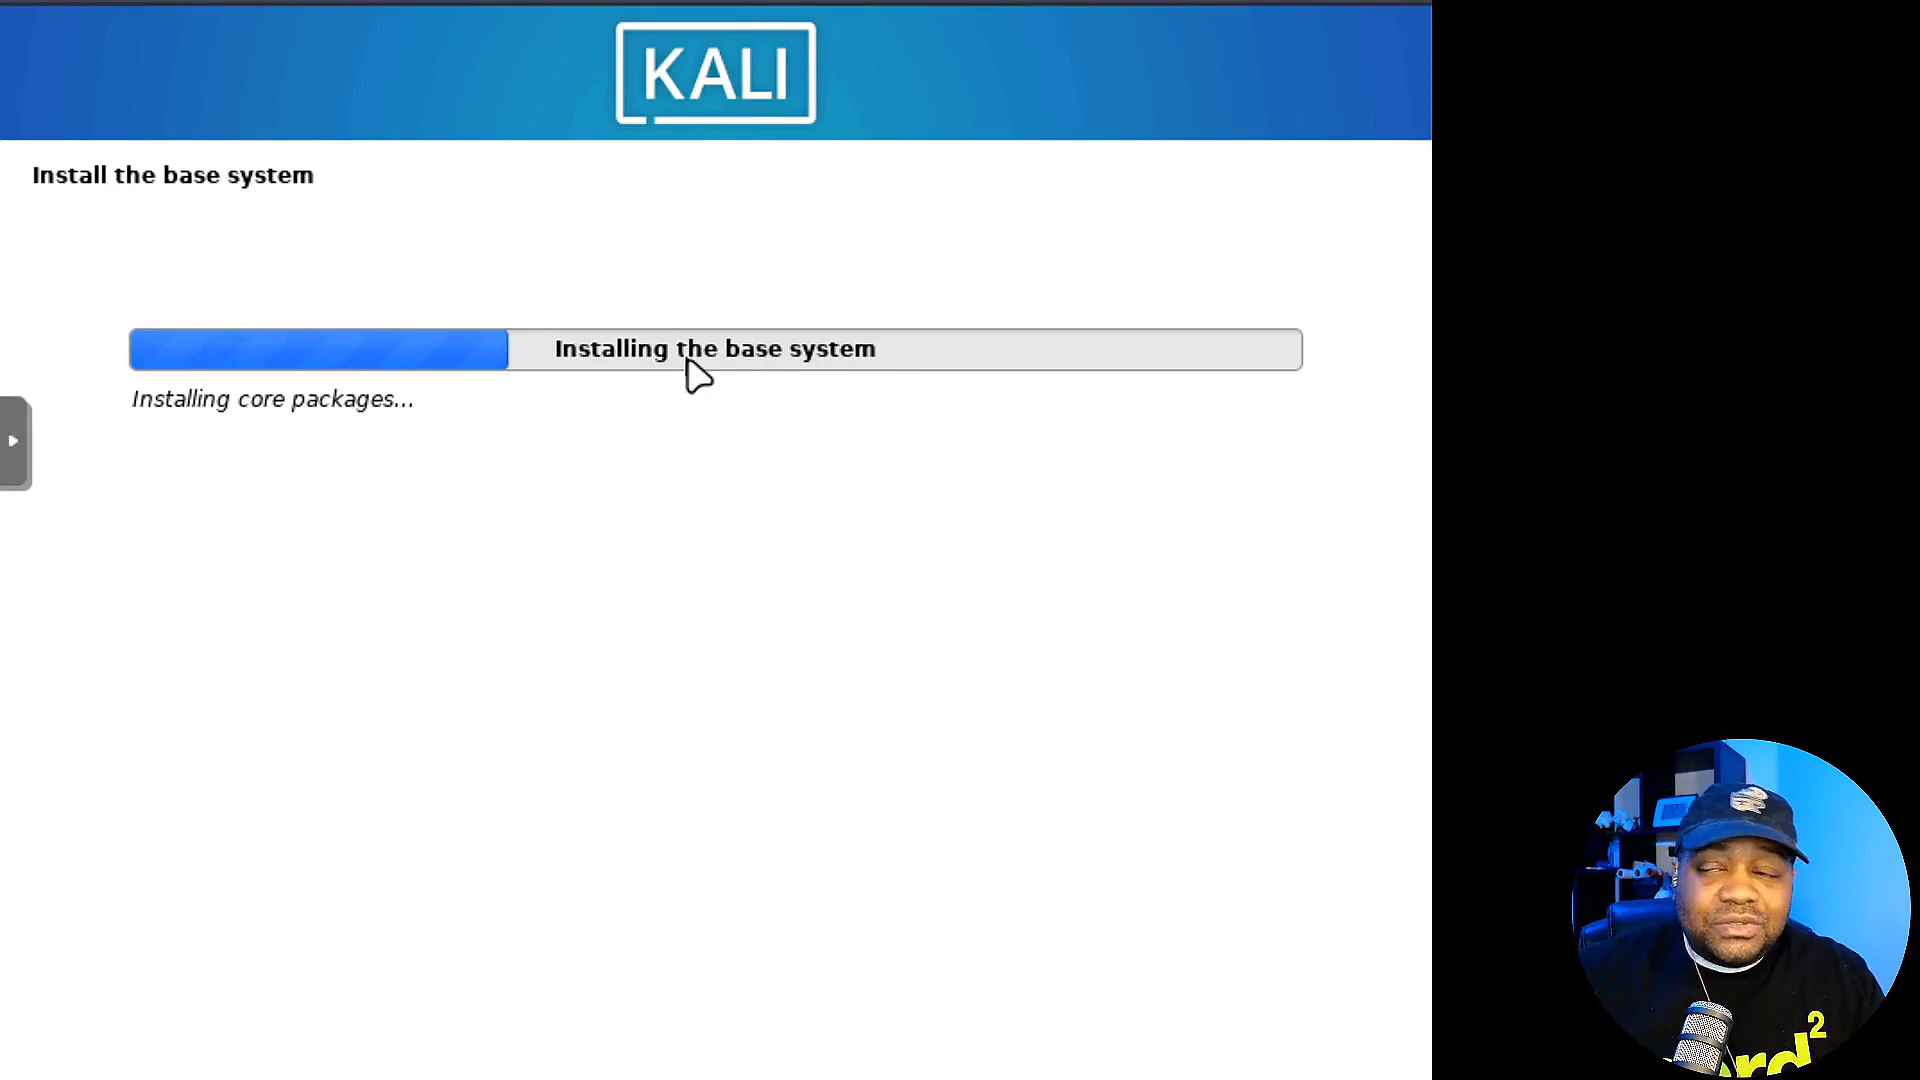 KALI
Install the base system
Installing the base system
Installing core packages...